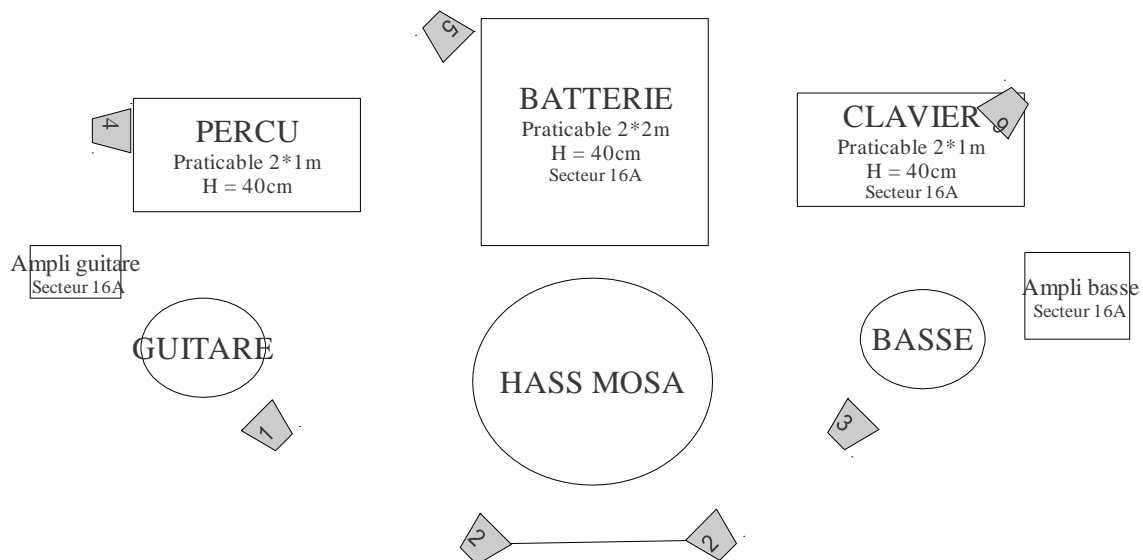 5
BATTERIE
Praticable 2*2m
H = 40cm
Secteur 16A
4
PERCU
Praticable 2*1m
H = 40cm
CLAVIER
Praticable 2*1m
H = 40cm
Secteur 16A
6
Ampli guitare
Secteur 16A
Ampli basse
Secteur 16A
GUITARE
HASS MOSA
BASSE
1
3
2
2